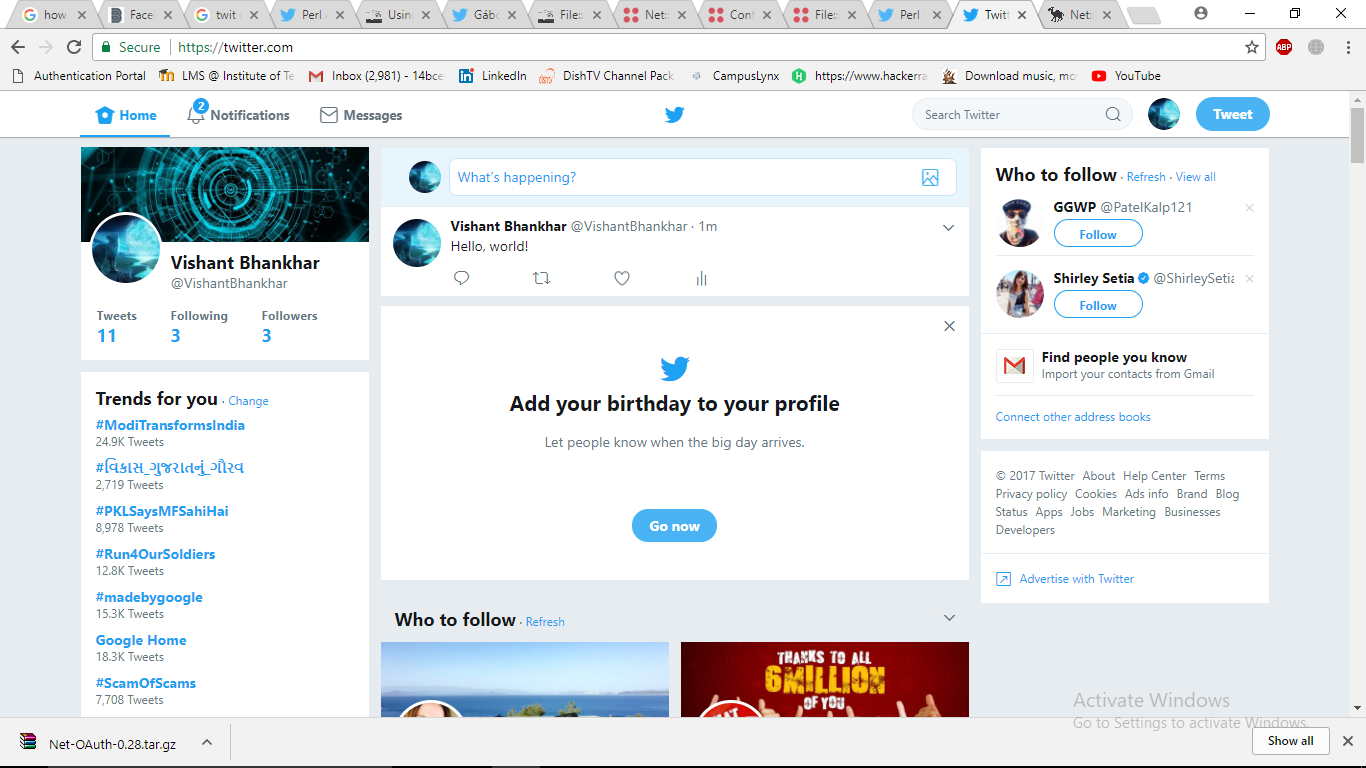 how
Facel
twit
Perl
Usin
Gábo
File::
Net:
Conf
File::
Perl
Twitt
Net:
Secure
https://twitter.com
ABP
Authentication Portal
LMS @ Institute of Te
Inbox (2,981) - 14bce
LinkedIn
DishTV Channel Pack
CampusLynx
https://www.hackerra
Download music, mo
YouTube
Home
2
Notifications
Messages
Search Twitter
Tweet
Vishant Bhankhar
@VishantBhankhar
Tweets Following Followers
11 3 3
Trends for you · Change
#ModiTransformsIndia
24.9K Tweets
#વિકાસ_ગુજરાતનું_ગૌરવ
2,719 Tweets
#PKLSaysMFSahiHai
8,978 Tweets
#Run4OurSoldiers
12.8K Tweets
#madebygoogle
15.3K Tweets
Google Home
18.3K Tweets
#ScamOfScams
7,708 Tweets
What's happening?
Vishant Bhankhar @VishantBhankhar · 1m
Hello, world!
Add your birthday to your profile
Let people know when the big day arrives.
Go now
Who to follow · Refresh
THANKS TO ALL
6MILLION
OF YOU
Who to follow · Refresh · View all
GGWP @PatelKalp121
Follow
Shirley Setia @ShirleySetia
Follow
Find people you know
Import your contacts from Gmail
Connect other address books
© 2017 Twitter About Help Center Terms
Privacy policy Cookies Ads info Brand Blog
Status Apps Jobs Marketing Businesses
Developers
Advertise with Twitter
Activate Windows
Go to Settings to activate Windows.
Net-OAuth-0.28.tar.gz
Show all